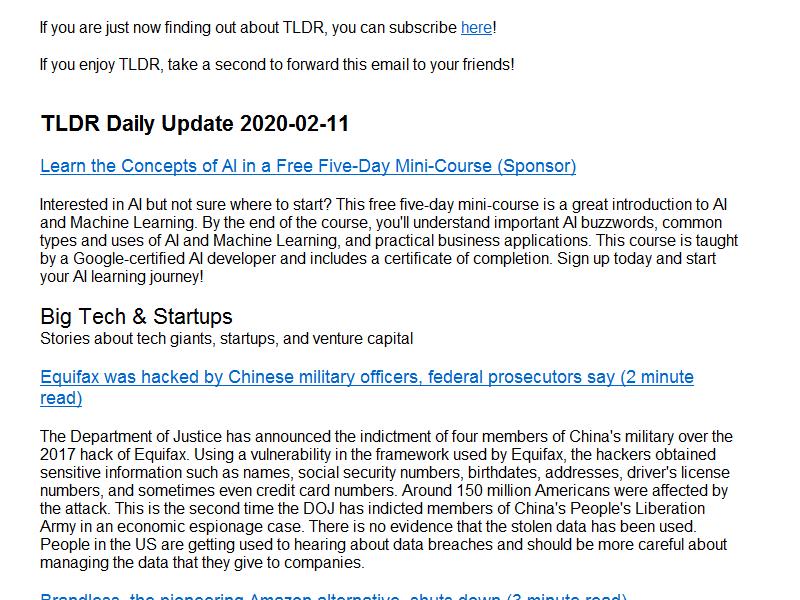 If you are just now finding out about TLDR, you can subscribe here!
If you enjoy TLDR, take a second to forward this email to your friends!
TLDR Daily Update 2020-02-11
Learn the Concepts of AI in a Free Five-Day Mini-Course (Sponsor)
Interested in AI but not sure where to start? This free five-day mini-course is a great introduction to AI
and Machine Learning. By the end of the course, you'll understand important AI buzzwords, common
types and uses of AI and Machine Learning, and practical business applications. This course is taught
by a Google-certified AI developer and includes a certificate of completion. Sign up today and start
your AI learning journey!
Big Tech & Startups
Stories about tech giants, startups, and venture capital
Equifax was hacked by Chinese military officers, federal prosecutors say (2 minute
read)
The Department of Justice has announced the indictment of four members of China's military over the
2017 hack of Equifax. Using a vulnerability in the framework used by Equifax, the hackers obtained
sensitive information such as names, social security numbers, birthdates, addresses, driver's license
numbers, and sometimes even credit card numbers. Around 150 million Americans were affected by
the attack. This is the second time the DOJ has indicted members of China's People's Liberation
Army in an economic espionage case. There is no evidence that the stolen data has been used.
People in the US are getting used to hearing about data breaches and should be more careful about
managing the data that they give to companies.
Brandless, the pioneering Amazon alternative, shuts down (3 minute read)